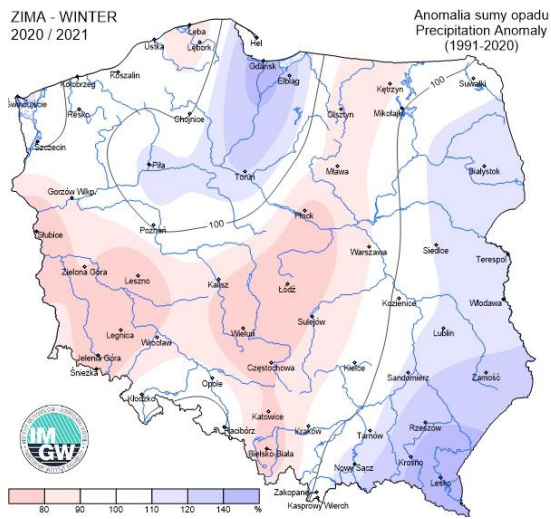 ZIMA - WINTER
2020 / 2021
Anomalia sumy opadu
Precipitation Anomaly
(1991-2020)
Łeba
Ustka
Lębork
Hel
Gdańsk
Elbląg
Kętrzyn
100
Suwałki
Koszalin
Kołobrzeg
Świnoujście
Resko
Chojnice
Olsztyn
Mikołajki
Szczecin
Piła
Toruń
Mława
Białystok
Gorzów Wlkp.
Płock
100
Poznań
Słubice
Warszawa
Siedlce
Terespol
Zielona Góra
Leszno
Kalisz
Łódź
Kozienice
Włodawa
Sulejów
Legnica
Wrocław
Wieluń
Lublin
Jelenia Góra
Śnieżka
Częstochowa
Kielce
Sandomierz
Zamość
Opole
Kłodzko
Katowice
Racibórz
Kraków
Tarnów
Rzeszów
Bielsko-Biała
Nowy Sącz
Krosno
Lesko
Zakopane
Kasprowy Wierch
IM
GW
80 90 100 110 120 140 %